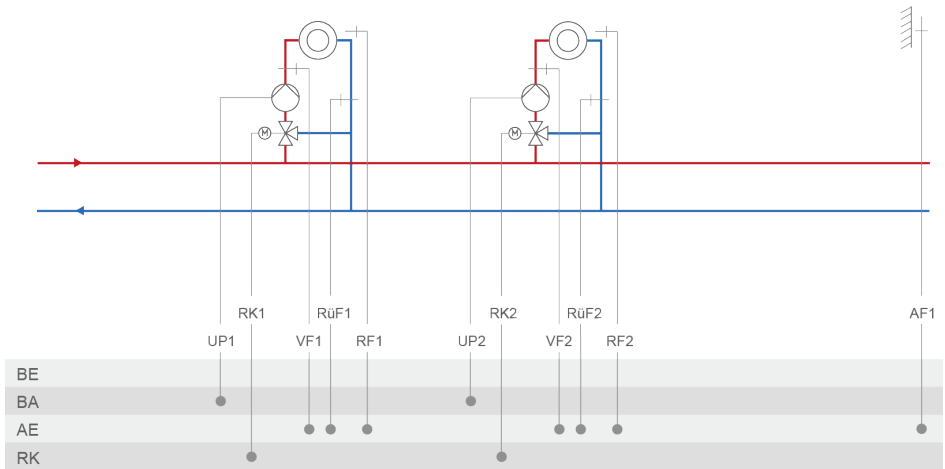 M M
RK1 RüF1 RK2 RüF2 AF1
UP1 VF1 RF1 UP2 VF2 RF2
BE
BA
AE
RK